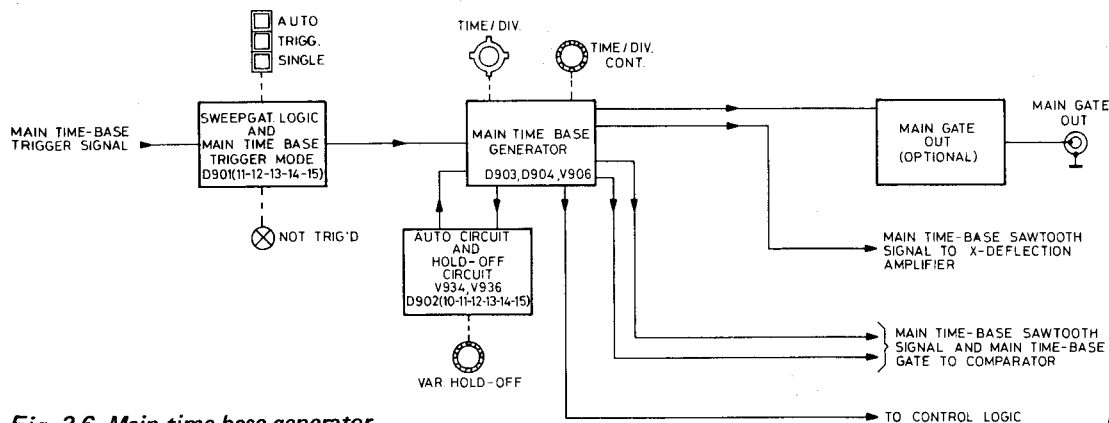 AUTO
TRIGG.
SINGLE
TIME/DIV.
TIME/DIV.
CONT.
MAIN TIME-BASE
TRIGGER SIGNAL
SWEEPGAT. LOGIC
AND
MAIN TIME BASE
TRIGGER MODE
D901(11-12-13-14-15)
MAIN TIME BASE
GENERATOR
D903, D904, V906
MAIN GATE
OUT
(OPTIONAL)
MAIN GATE
OUT
NOT TRIG'D
AUTO CIRCUIT
AND
HOLD-OFF
CIRCUIT
V934, V936
D902(10-11-12-13-14-15)
VAR. HOLD-OFF
MAIN TIME-BASE SAWTOOTH
SIGNAL TO X-DEFLECTION
AMPLIFIER
MAIN TIME-BASE SAWTOOTH
SIGNAL AND MAIN TIME-BASE
GATE TO COMPARATOR
TO CONTROL LOGIC
Fig. 2.6. Main time base generator